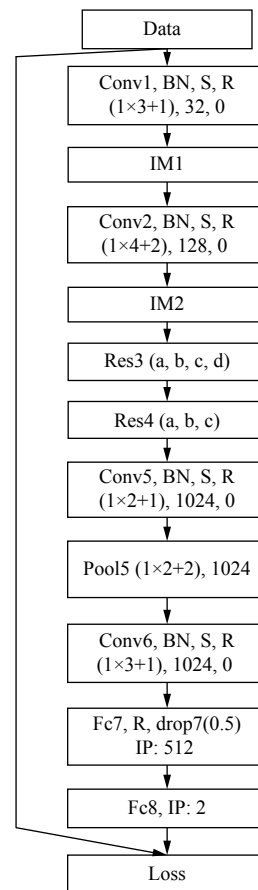 Data
Conv1, BN, S, R
(1×3+1), 32, 0
IM1
Conv2, BN, S, R
(1×4+2), 128, 0
IM2
Res3 (a, b, c, d)
Res4 (a, b, c)
Conv5, BN, S, R
(1×2+1), 1024, 0
Pool5 (1×2+2), 1024
Conv6, BN, S, R
(1×3+1), 1024, 0
Fc7, R, drop7(0.5)
IP: 512
Fc8, IP: 2
Loss